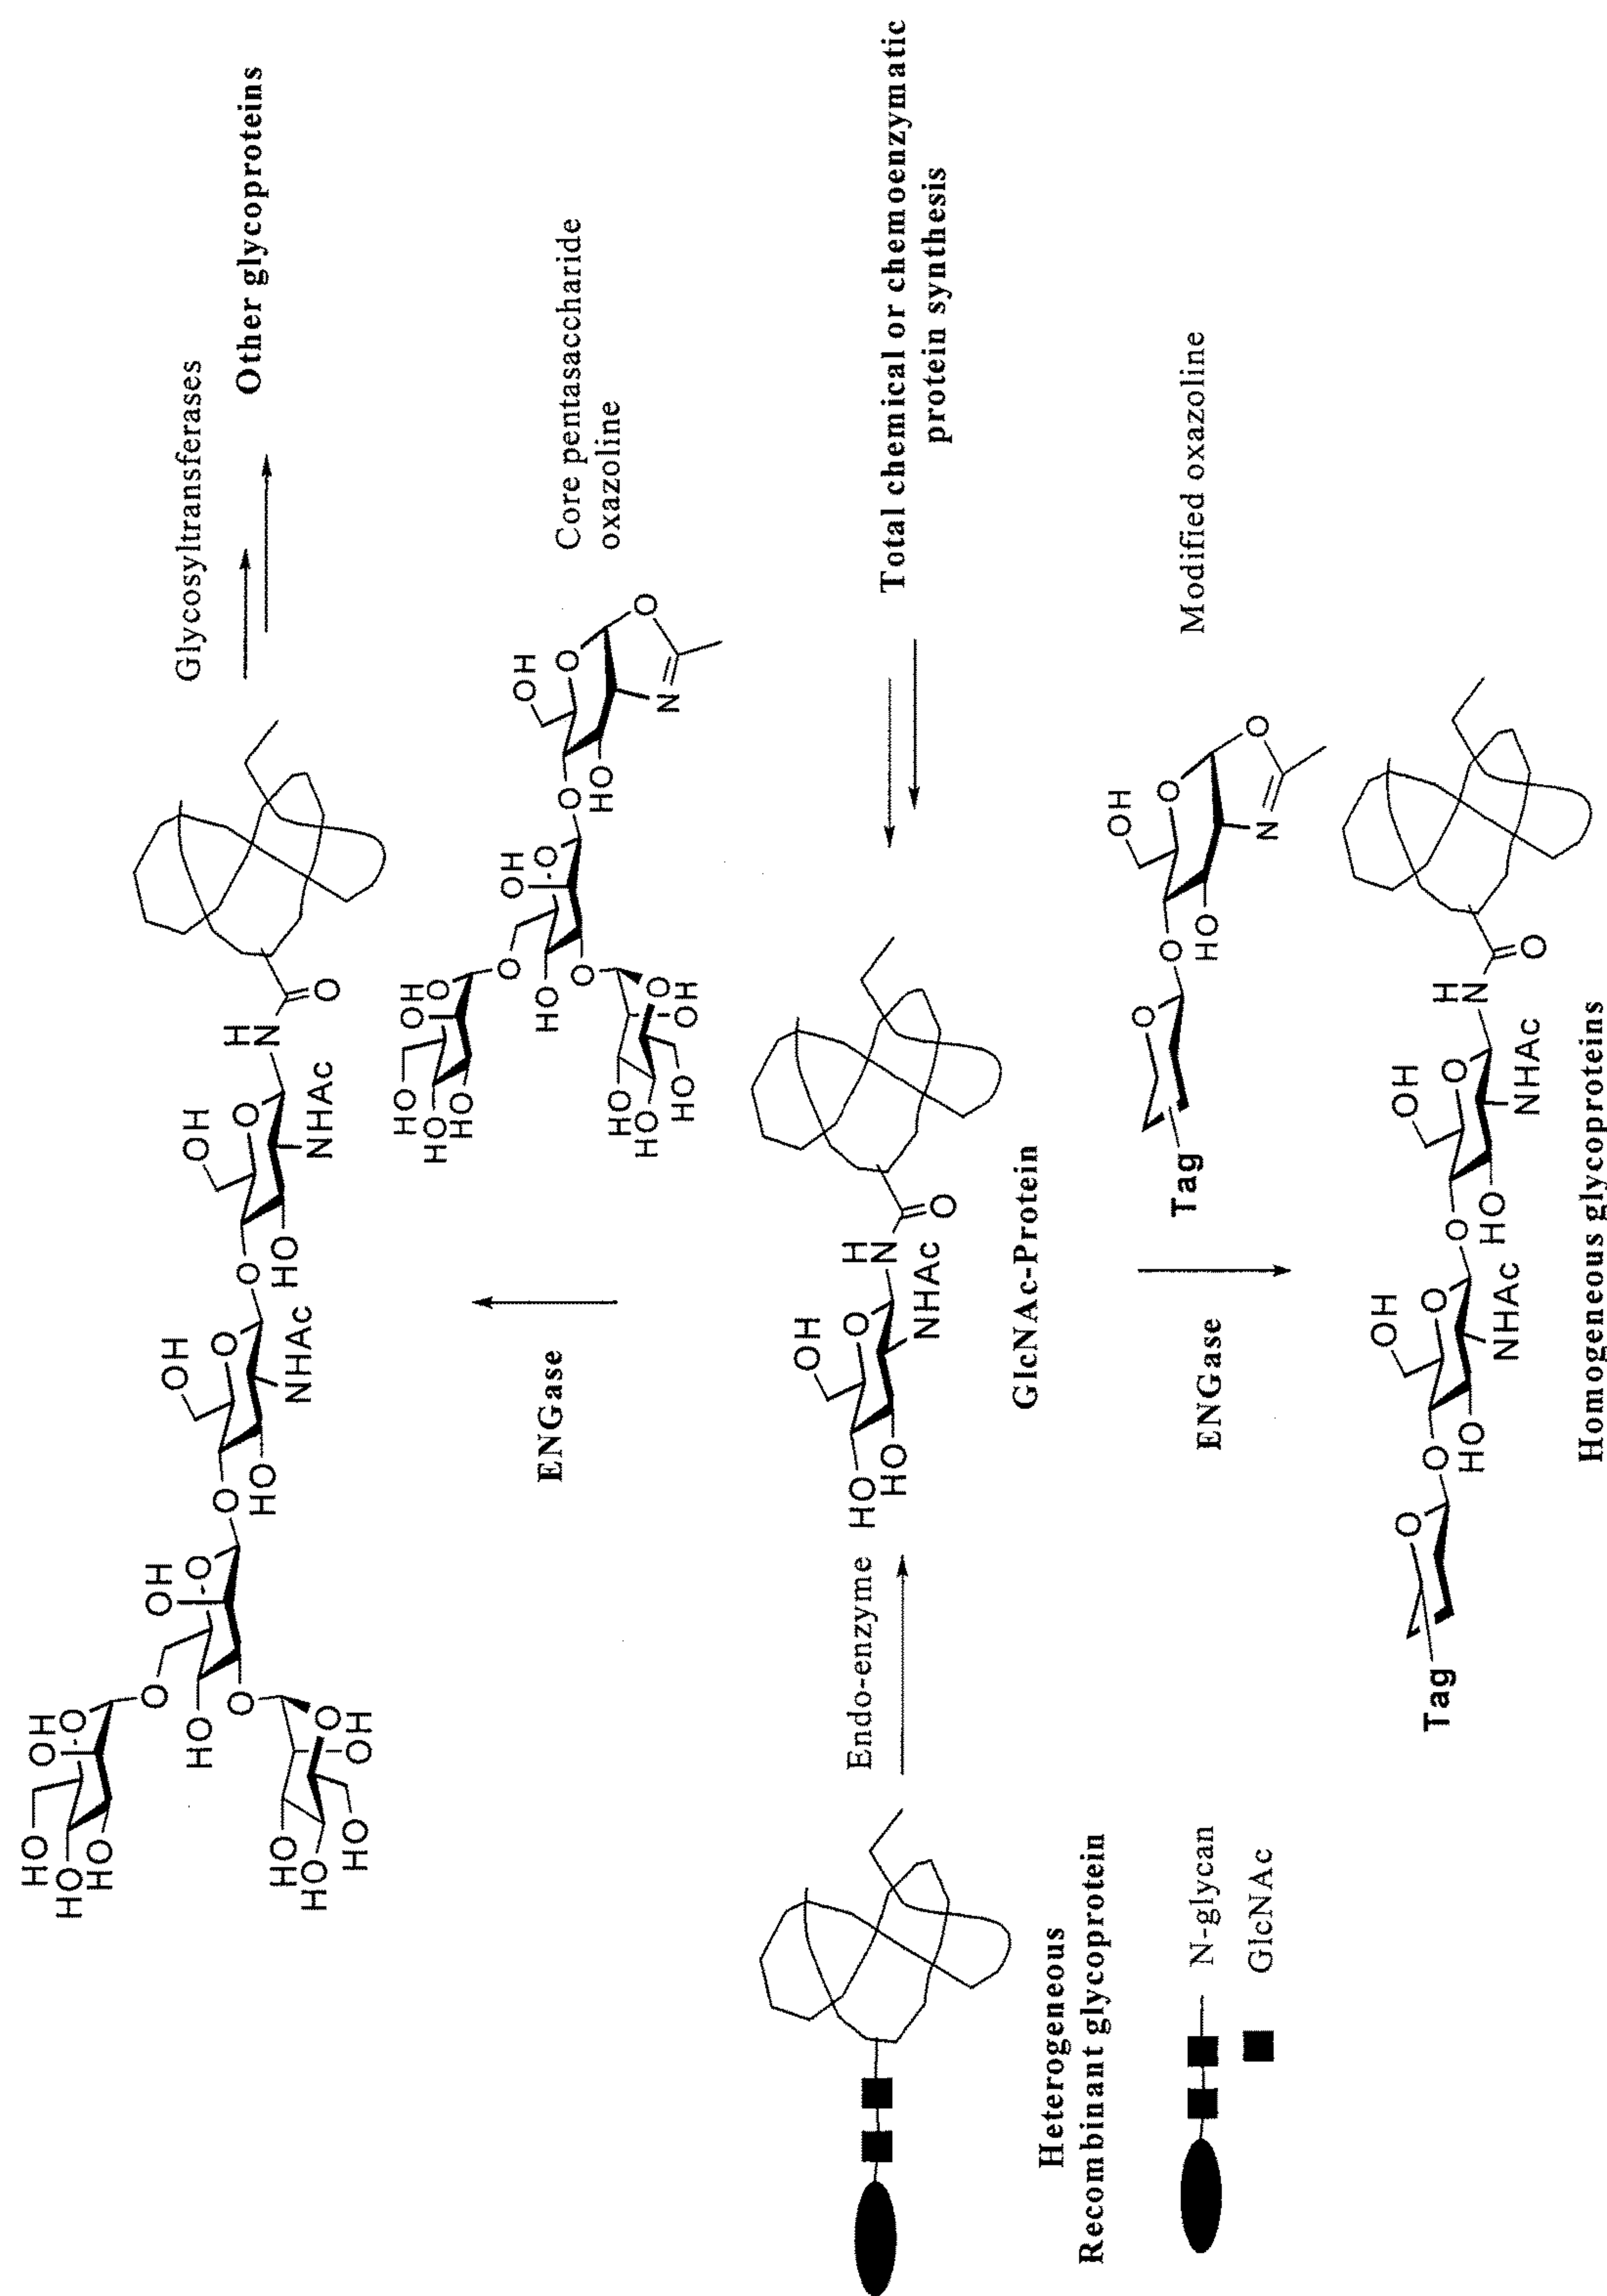 Glycosyltransferases
Other glycoproteins
HO
OH
O
HO
HO
O
OH
O
HO
O
HO
O
HO
HO
OH
HO
O
OH
O
HO
NHAc
O
OH
O
HO
NHAc
H
N
O
ENGase
Core pentasaccharide
oxazoline
HO
OH
O
HO
HO
O
OH
O
HO
O
HO
O
HO
HO
OH
O
OH
O
HO
N
O
Heterogeneous
Recombinant glycoprotein
Endo-enzyme
HO
HO
OH
O
NHAc
H
N
O
GlcNAc-Protein
Total chemical or chemoenzymatic
protein synthesis
N-glycan
GlcNAc
ENGase
Tag
O
O
HO
OH
O
N
O
Modified oxazoline
Tag
O
O
HO
OH
O
NHAc
O
HO
OH
O
NHAc
H
N
O
Homogeneous glycoproteins